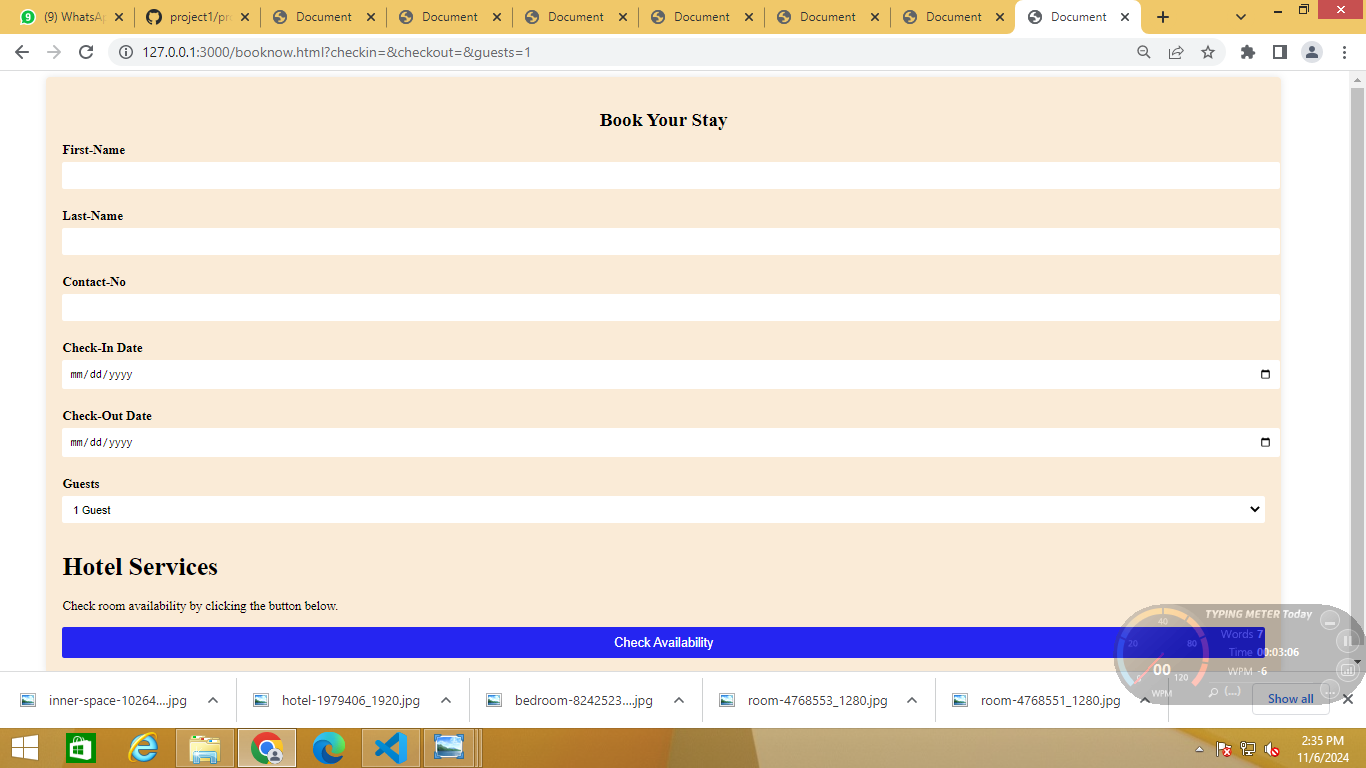 (9) WhatsA
project1/pr
Document
Document
Document
Document
Document
Document
Document
127.0.0.1:3000/booknow.html?checkin=&checkout=&guests=1
Book Your Stay
First-Name
Last-Name
Contact-No
Check-In Date
mm/dd/yyyy
Check-Out Date
mm/dd/yyyy
Guests
1 Guest
Hotel Services
Check room availability by clicking the button below.
Check Availability
TYPING METER Today
Words 7
Time 00:03:06
WPM -6
0 20 40 80 120
00
WPM
(...)
inner-space-10264....jpg
hotel-1979406_1920.jpg
bedroom-8242523....jpg
room-4768553_1280.jpg
room-4768551_1280.jpg
Show all
2:35 PM
11/6/2024